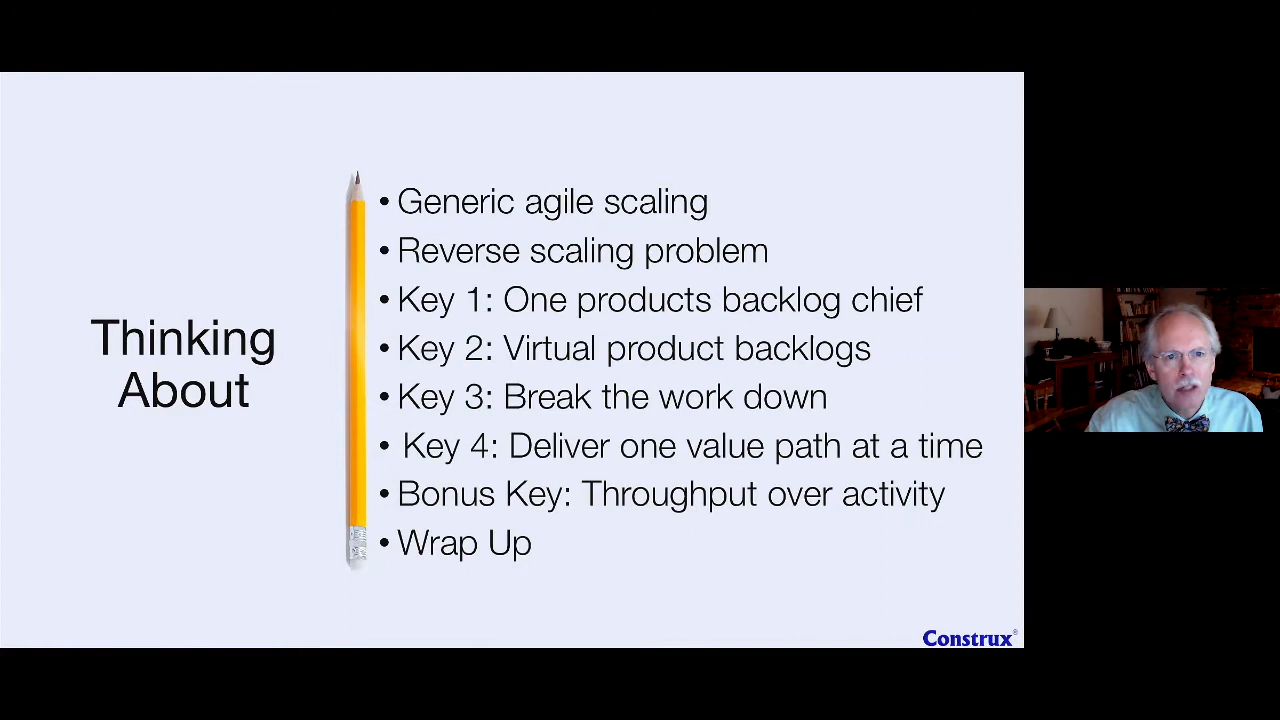 Thinking
About
• Generic agile scaling
• Reverse scaling problem
• Key 1: One products backlog chief
• Key 2: Virtual product backlogs
• Key 3: Break the work down
• Key 4: Deliver one value path at a time
• Bonus Key: Throughput over activity
• Wrap Up
Construx®